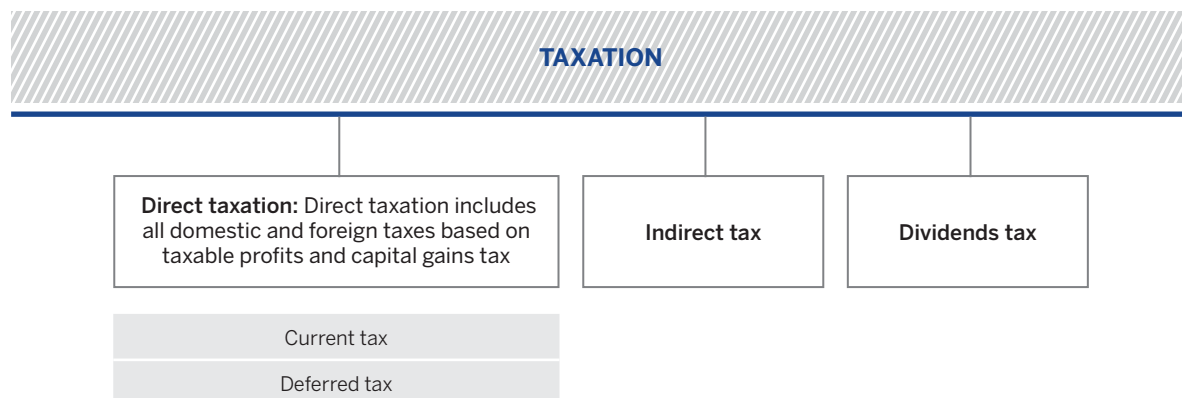 TAXATION
Direct taxation: Direct taxation includes
all domestic and foreign taxes based on
taxable profits and capital gains tax
Indirect tax
Dividends tax
Current tax
Deferred tax